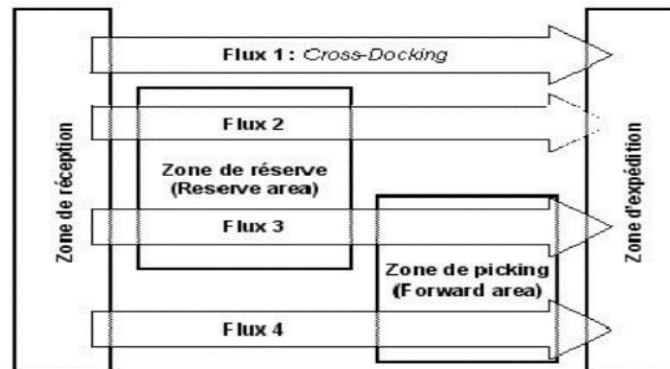 Zone de réception
Flux 1 : Cross-Docking
Flux 2
Zone de réserve
(Reserve area)
Flux 3
Zone de picking
(Forward area)
Flux 4
Zone d'expédition